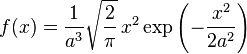 f(x) = \frac{1}{a^3}\sqrt{\frac{2}{\pi}}\, x^2 \exp\left(-\frac{x^2}{2a^2}\right)